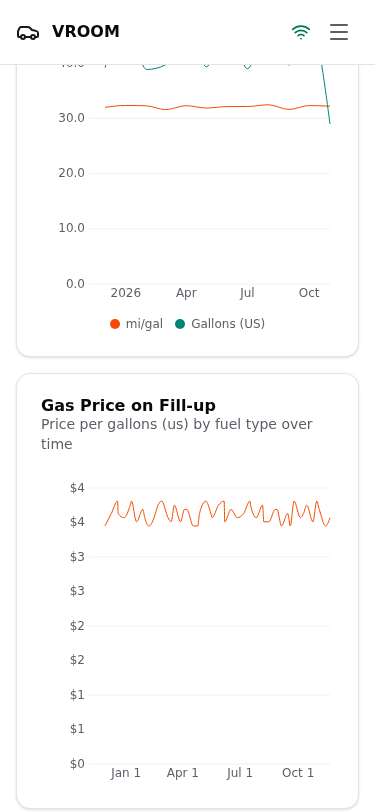 VROOM
30.0
20.0
10.0
0.0
2026 Apr Jul Oct
mi/gal Gallons (US)
Gas Price on Fill-up
Price per gallons (us) by fuel type over
time
$4
$4
$3
$3
$2
$2
$1
$1
$0
Jan 1 Apr 1 Jul 1 Oct 1